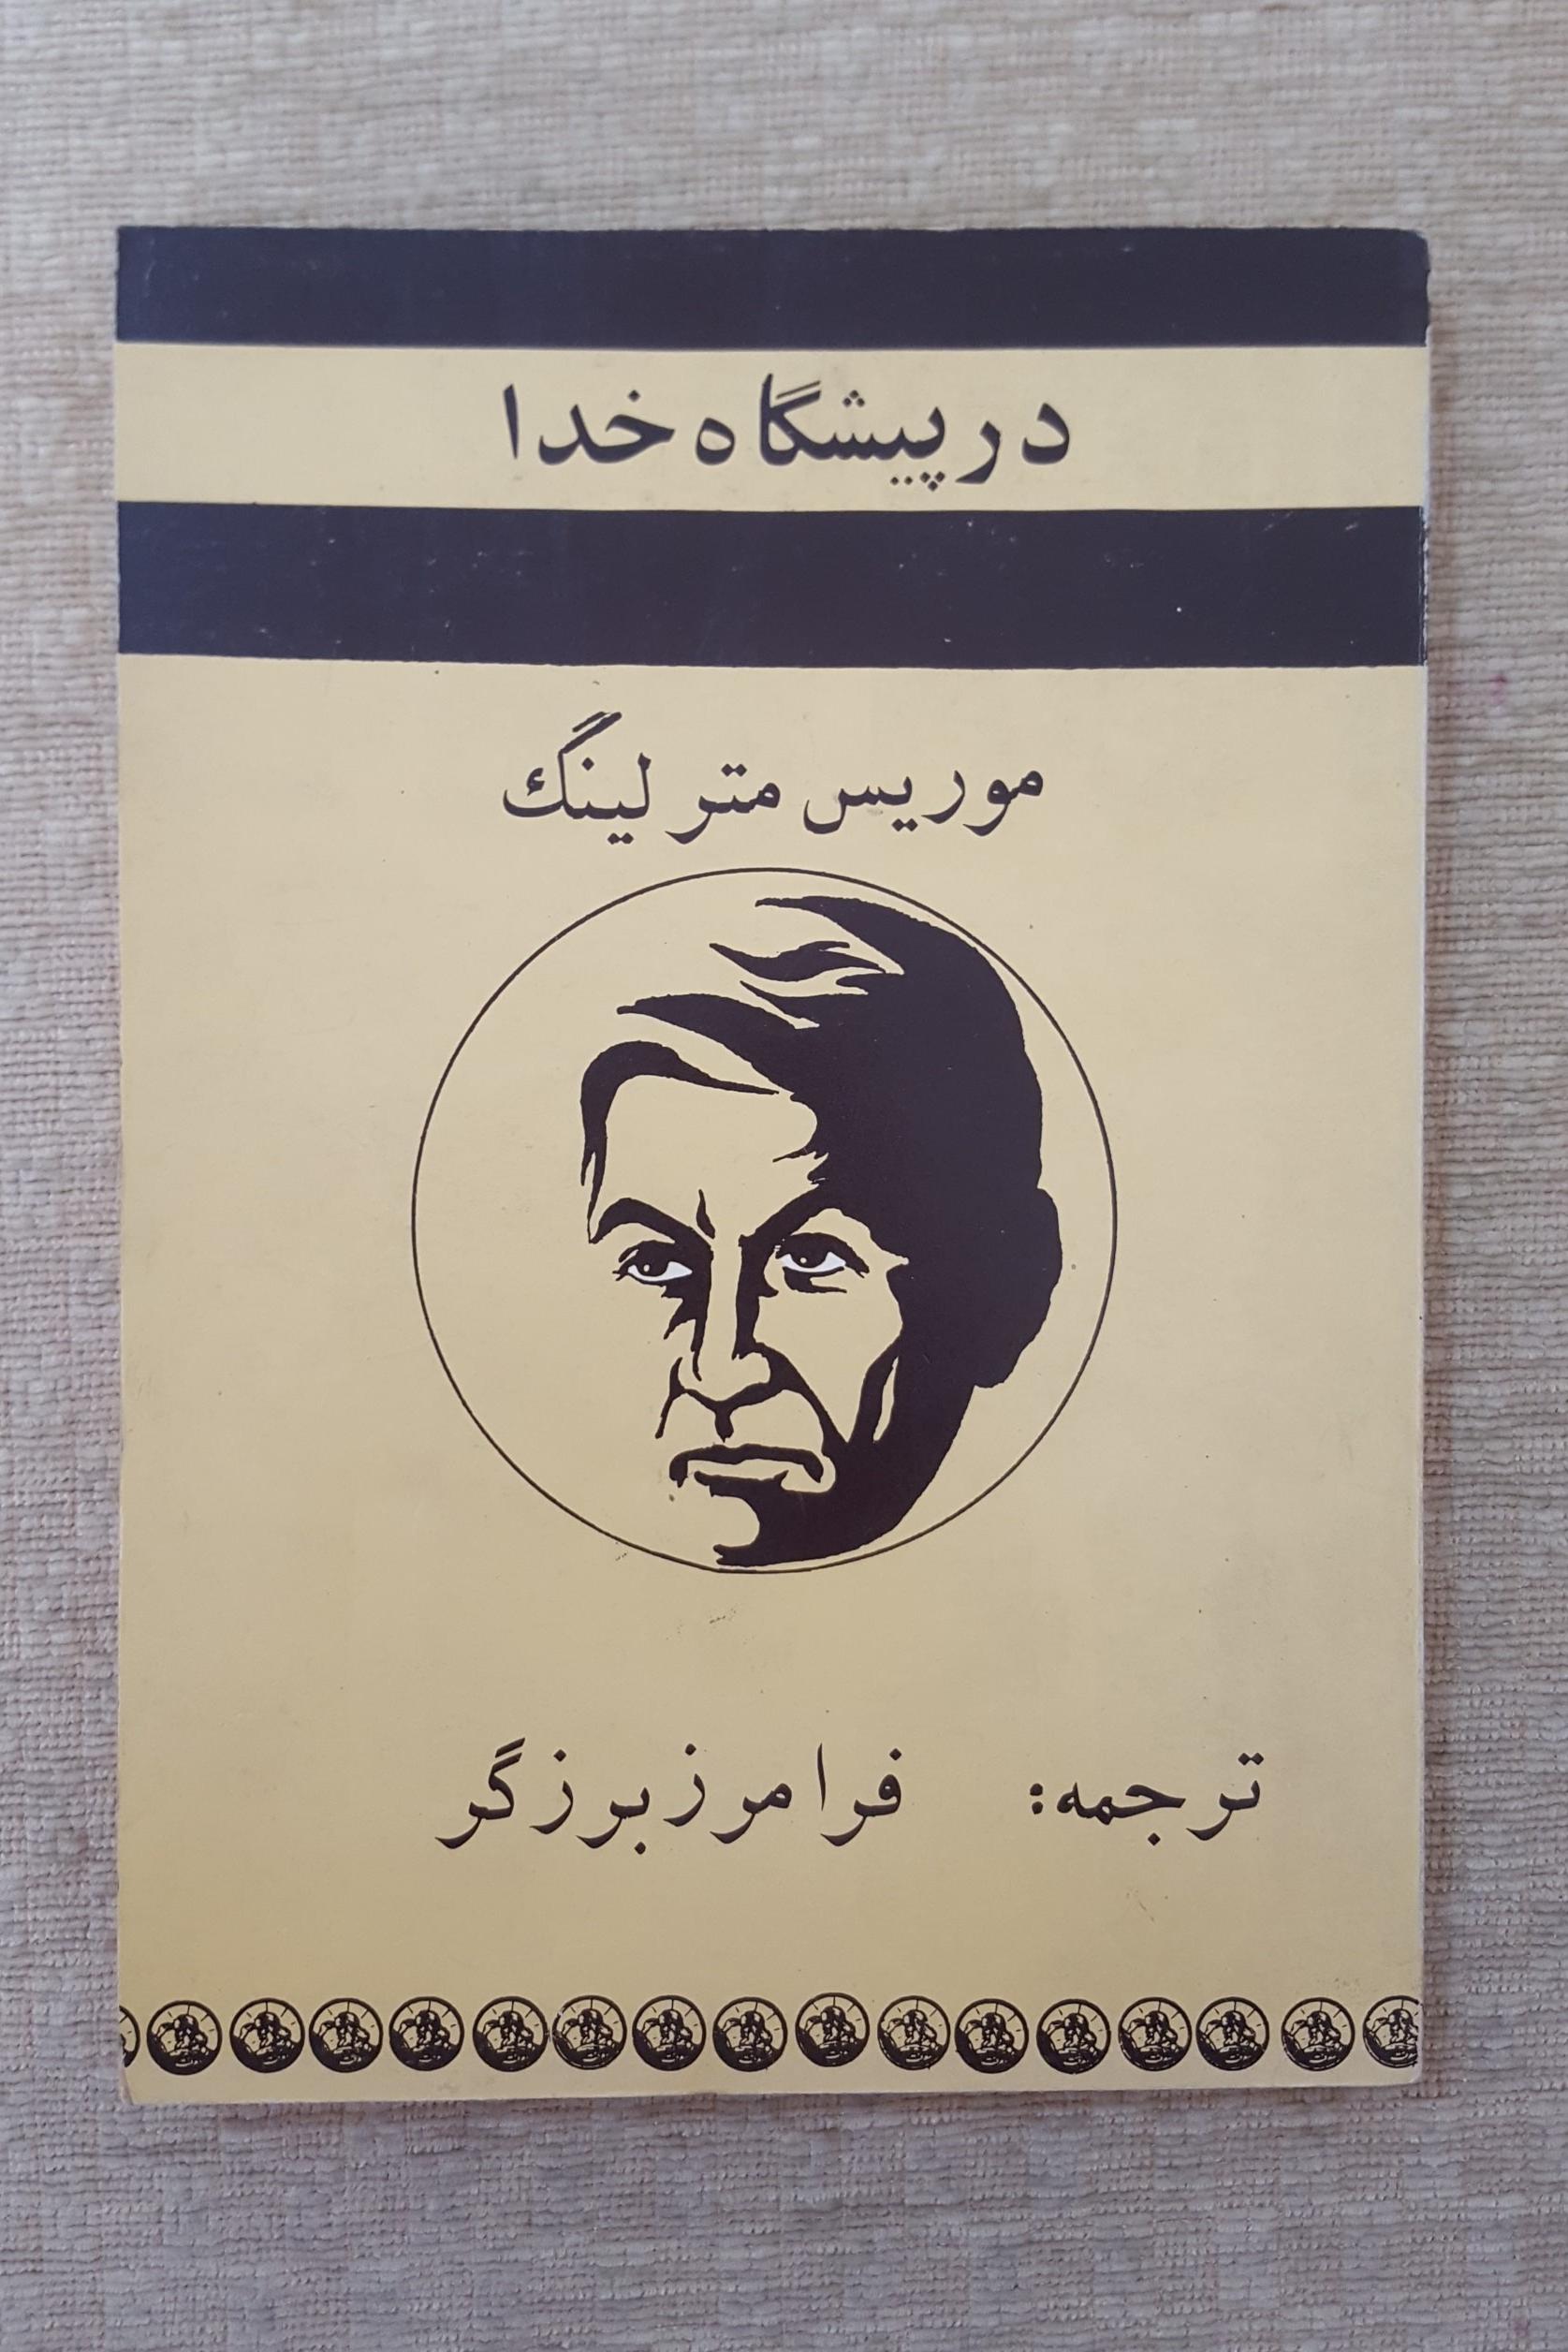 در پیشگاه خدا
موریس مترلینگ
ترجمه: فرامرز برزگر